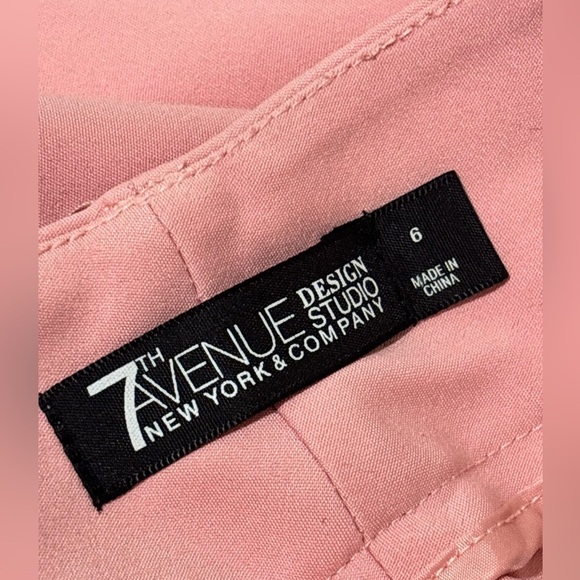 7TH AVENUE DESIGN STUDIO
NEW YORK & COMPANY
6
MADE IN
CHINA